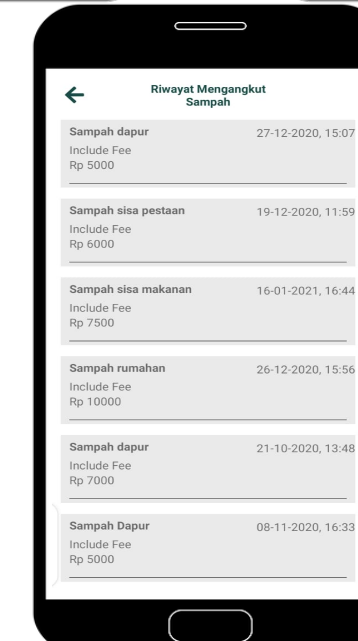 Riwayat Mengangkut
Sampah
Sampah dapur 27-12-2020, 15:07
Include Fee
Rp 5000
Sampah sisa pestaan 19-12-2020, 11:59
Include Fee
Rp 6000
Sampah sisa makanan 16-01-2021, 16:44
Include Fee
Rp 7500
Sampah rumahan 26-12-2020, 15:56
Include Fee
Rp 10000
Sampah dapur 21-10-2020, 13:48
Include Fee
Rp 7000
Sampah Dapur 08-11-2020, 16:33
Include Fee
Rp 5000